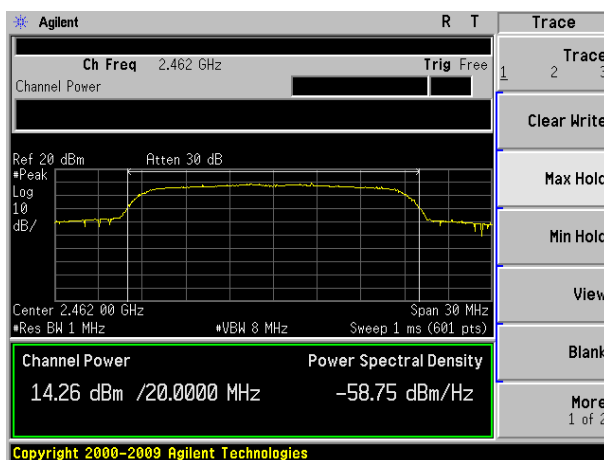 Agilent R T Trace
Ch Freq 2.462 GHz Trig Free
Channel Power
Trace
1 2 3
Clear Write
Max Hold
Min Hold
View
Blank
More
1 of 2
Ref 20 dBm Atten 30 dB
#Peak
Log
10
dB/
Center 2.462 00 GHz Span 30 MHz
#Res BW 1 MHz #VBW 8 MHz Sweep 1 ms (601 pts)
Channel Power Power Spectral Density
14.26 dBm /20.0000 MHz -58.75 dBm/Hz
Copyright 2000-2009 Agilent Technologies